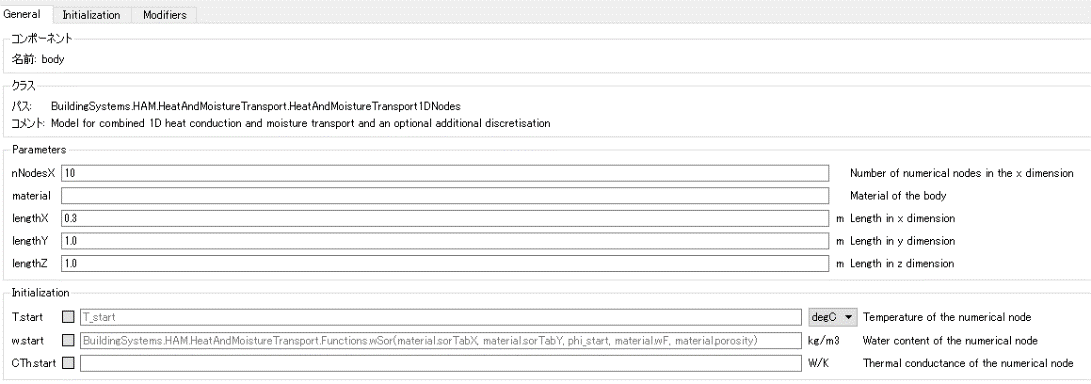 General Initialization Modifiers
コンポーネント
名前: body
クラス
パス: BuildingSystems.HAM.HeatAndMoistureTransport.HeatAndMoistureTransport1DNodes
コメント: Model for combined 1D heat conduction and moisture transport and an optional additional discretisation
Parameters
nNodesX 10 Number of numerical nodes in the x dimension
material Material of the body
lengthX 0.3 m Length in x dimension
lengthY 1.0 m Length in y dimension
lengthZ 1.0 m Length in z dimension
Initialization
T.start T_start degC Temperature of the numerical node
w.start BuildingSystems.HAM.HeatAndMoistureTransport.Functions.wSor(material.sorTabX, material.sorTabY, phi_start, material.wF, material.porosity) kg/m3 Water content of the numerical node
CTh.start W/K Thermal conductance of the numerical node